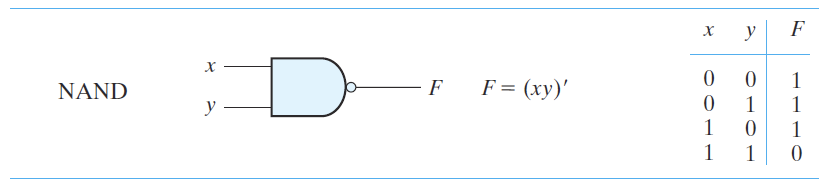 x y F
NAND x y F F = (xy)′
0 0 1
0 1 1
1 0 1
1 1 0